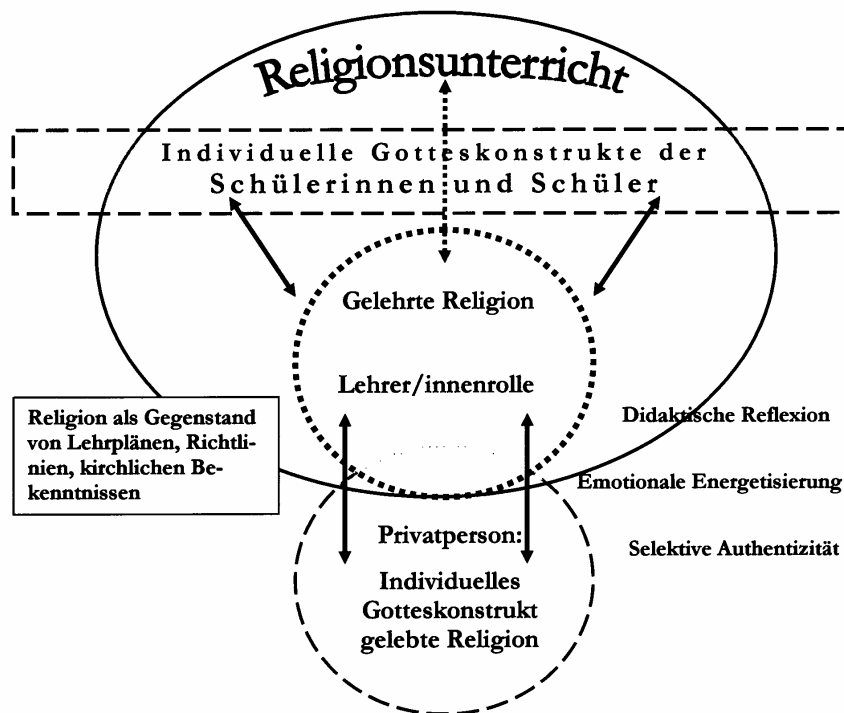 Religionsunterricht
Individuelle Gotteskonstrukte der
Schülerinnen und Schüler
Gelehrte Religion
Lehrer/innenrolle
Religion als Gegenstand
von Lehrplänen, Richtli-
nien, kirchlichen Be-
kenntnissen
Didaktische Reflexion
Emotionale Energetisierung
Selektive Authentizität
Privatperson:
Individuelles
Gotteskonstrukt
gelebte Religion